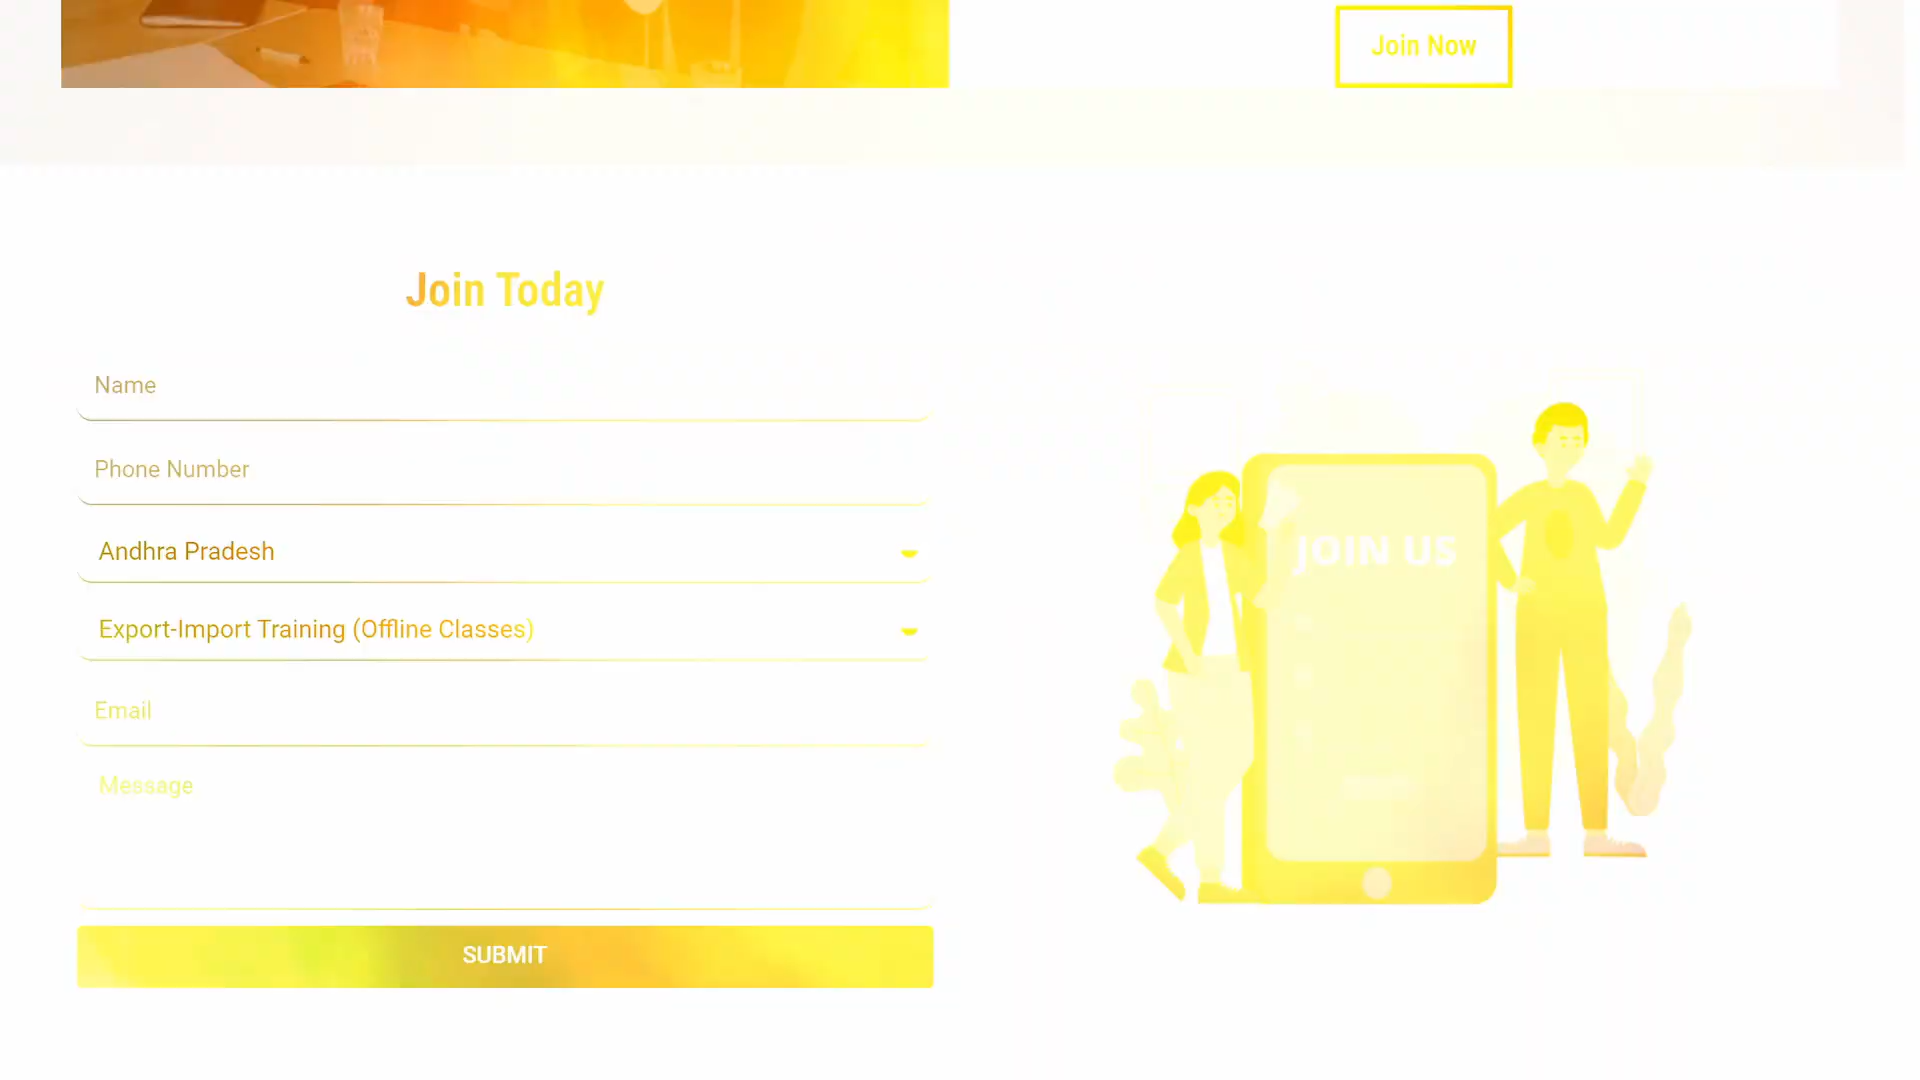 Join Now
Join Today
Name
Phone Number
Andhra Pradesh
Export-Import Training (Offline Classes)
Email
Message
SUBMIT
JOIN US